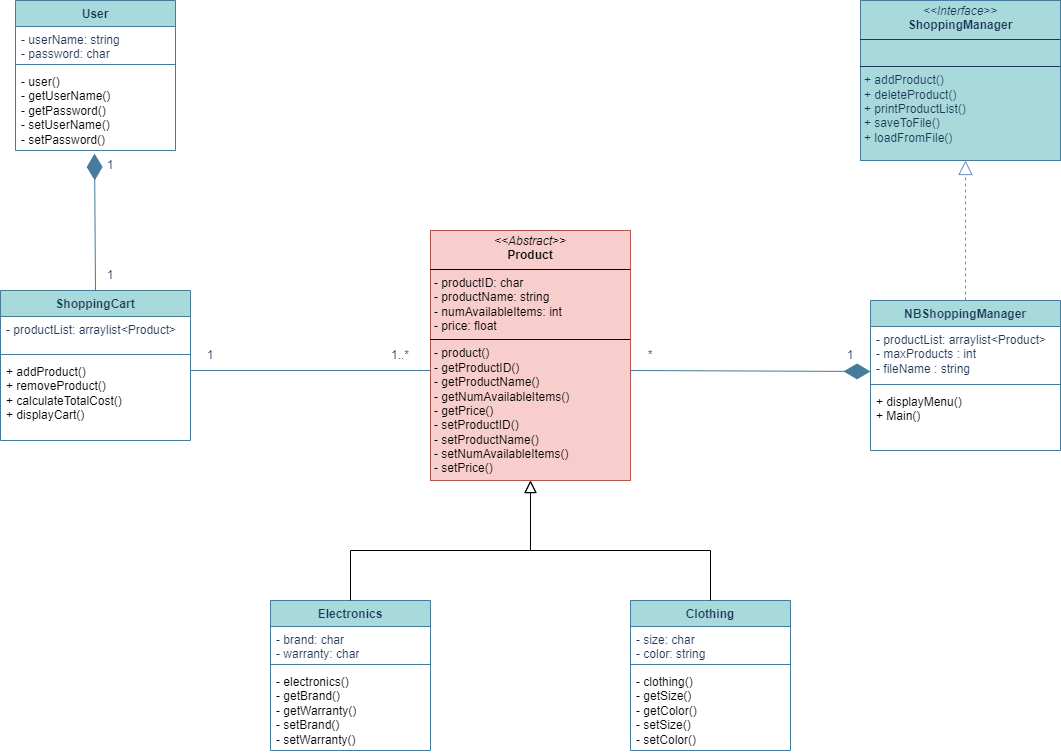 User
- userName: string
- password: char
- user()
- getUserName()
- getPassword()
- setUserName()
- setPassword()
<<Interface>>
ShoppingManager
+ addProduct()
+ deleteProduct()
+ printProductList()
+ saveToFile()
+ loadFromFile()
1
1
ShoppingCart
- productList: arraylist<Product>
+ addProduct()
+ removeProduct()
+ calculateTotalCost()
+ displayCart()
1
1..*
<<Abstract>>
Product
- productID: char
- productName: string
- numAvailableItems: int
- price: float
- product()
- getProductID()
- getProductName()
- getNumAvailableItems()
- getPrice()
- setProductID()
- setProductName()
- setNumAvailableItems()
- setPrice()
*
1
NBShoppingManager
- productList: arraylist<Product>
- maxProducts : int
- fileName : string
+ displayMenu()
+ Main()
Electronics
- brand: char
- warranty: char
- electronics()
- getBrand()
- getWarranty()
- setBrand()
- setWarranty()
Clothing
- size: char
- color: string
- clothing()
- getSize()
- getColor()
- setSize()
- setColor()